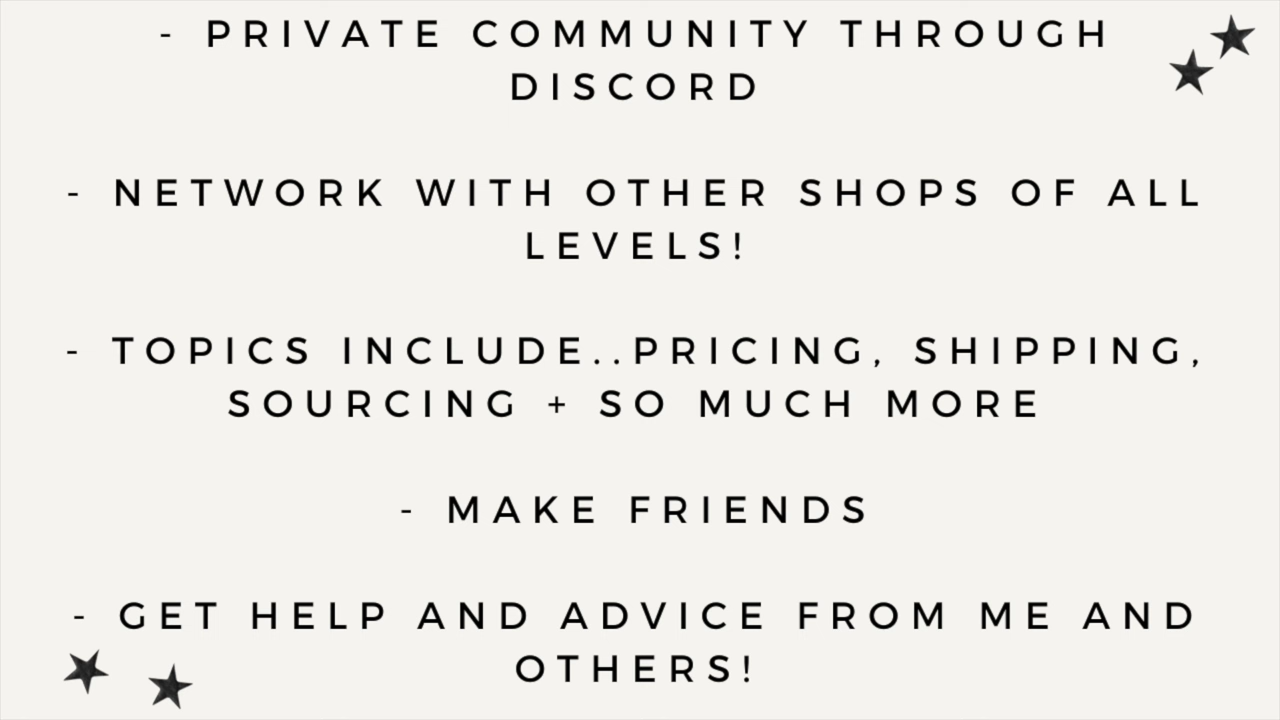 - PRIVATE COMMUNITY THROUGH
DISCORD
- NETWORK WITH OTHER SHOPS OF ALL
LEVELS!
- TOPICS INCLUDE..PRICING, SHIPPING,
SOURCING + SO MUCH MORE
- MAKE FRIENDS
- GET HELP AND ADVICE FROM ME AND
OTHERS!